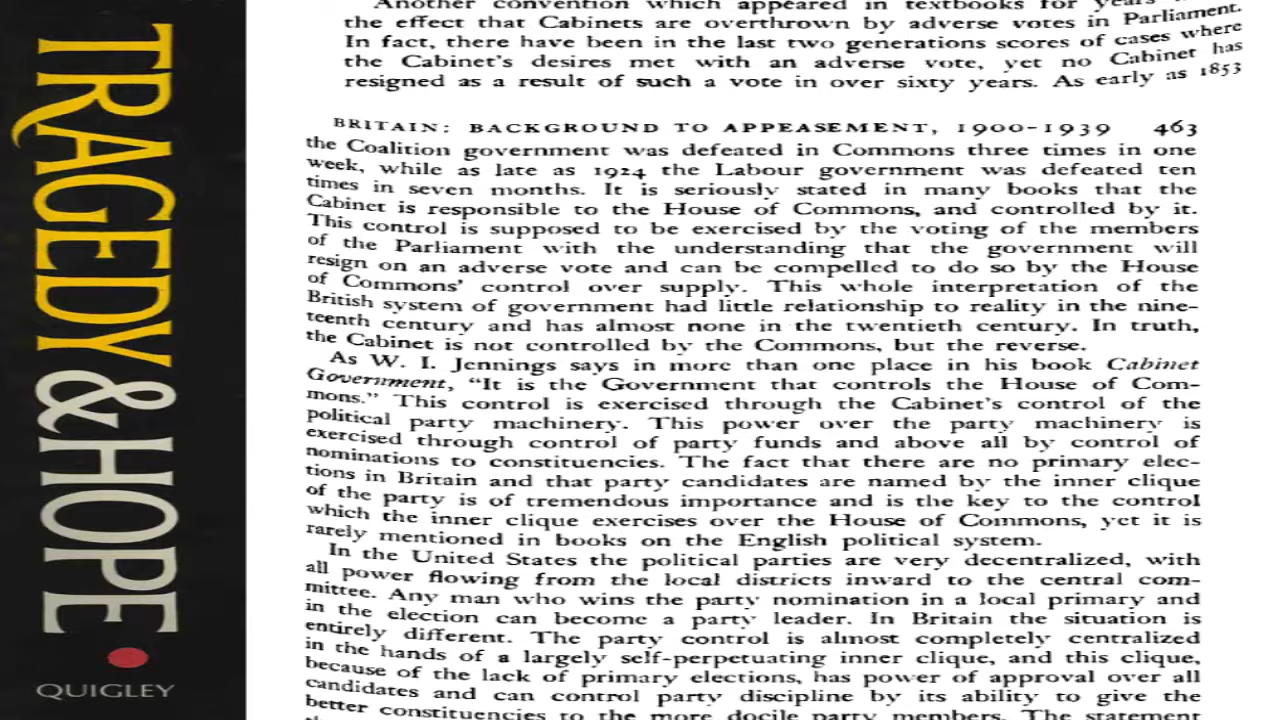 TRAGEDY & HOPE
QUIGLEY
Another convention which appeared in textbooks for years
the effect that Cabinets are overthrown by adverse votes in Parliament.
In fact, there have been in the last two generations scores of cases where
the Cabinet's desires met with an adverse vote, yet no Cabinet has
resigned as a result of such a vote in over sixty years. As early as 1853
BRITAIN: BACKGROUND TO APPEASEMENT, 1900-1939 463
the Coalition government was defeated in Commons three times in one
week, while as late as 1924 the Labour government was defeated ten
times in seven months. It is seriously stated in many books that the
Cabinet is responsible to the House of Commons, and controlled by it.
This control is supposed to be exercised by the voting of the members
of the Parliament with the understanding that the government will
resign on an adverse vote and can be compelled to do so by the House
of Commons' control over supply. This whole interpretation of the
British system of government had little relationship to reality in the nine-
teenth century and has almost none in the twentieth century. In truth,
the Cabinet is not controlled by the Commons, but the reverse.
As W. I. Jennings says in more than one place in his book Cabinet
Government, "It is the Government that controls the House of Com-
mons." This control is exercised through the Cabinet's control of the
political party machinery. This power over the party machinery is
exercised through control of party funds and above all by control of
nominations to constituencies. The fact that there are no primary elec-
tions in Britain and that party candidates are named by the inner clique
of the party is of tremendous importance and is the key to the control
which the inner clique exercises over the House of Commons, yet it is
rarely mentioned in books on the English political system.
In the United States the political parties are very decentralized, with
all power flowing from the local districts inward to the central com-
mittee. Any man who wins the party nomination in a local primary and
in the election can become a party leader. In Britain the situation is
entirely different. The party control is almost completely centralized
in the hands of a largely self-perpetuating inner clique, and this clique,
because of the lack of primary elections, has power of approval over all
candidates and can control party discipline by its ability to give the
better constituencies to the more docile party members. The statement